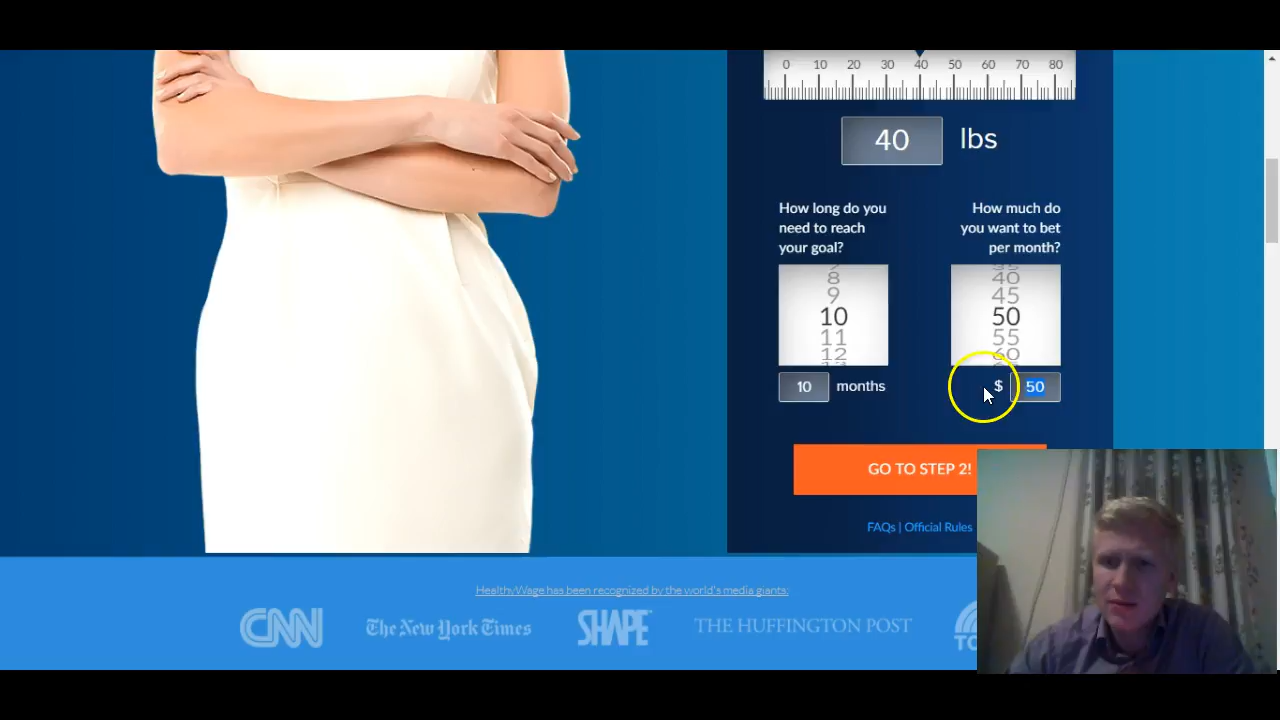 0 10 20 30 40 50 60 70 80
40 lbs
How long do you
need to reach
your goal?
8
9
10
11
12
10 months
How much do
you want to bet
per month?
40
45
50
55
60
$ 50
GO TO STEP 2!
FAQs | Official Rules
HealthyWage has been recognized by the world's media giants:
CNN
The New York Times
SHAPE
THE HUFFINGTON POST